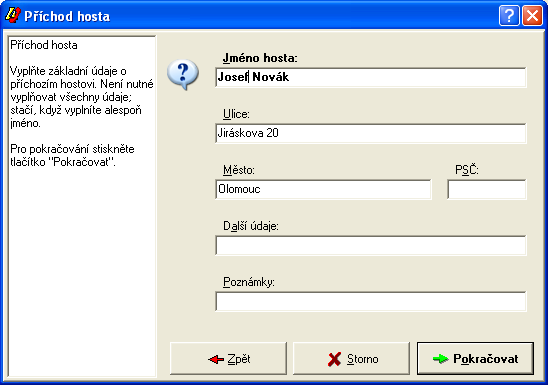 Příchod hosta
Příchod hosta
Vyplňte základní údaje o
příchozím hostovi. Není nutné
vyplňovat všechny údaje;
stačí, když vyplníte alespoň
jméno.
Pro pokračování stiskněte
tlačítko "Pokračovat".
Jméno hosta:
Josef Novák
Ulice:
Jiráskova 20
Město: PSČ:
Olomouc
Další údaje:
Poznámky:
Zpět Storno Pokračovat